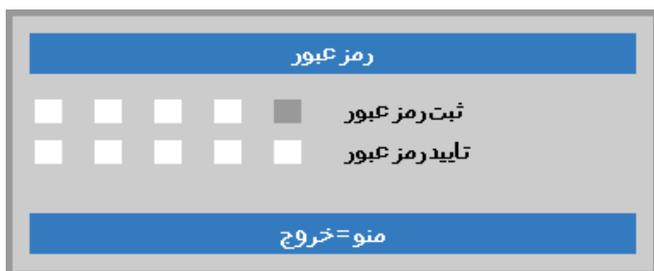 رمز عبور
ثبت رمز عبور
تایید رمز عبور
منو=خروج